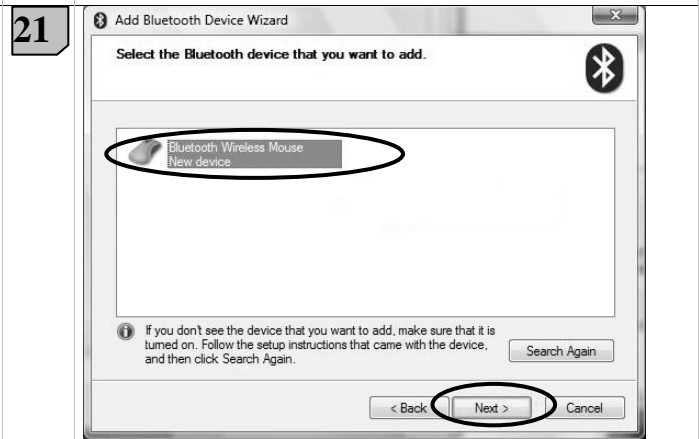 21
Add Bluetooth Device Wizard
Select the Bluetooth device that you want to add.
Bluetooth Wireless Mouse
New device
If you don't see the device that you want to add, make sure that it is
turned on. Follow the setup instructions that came with the device,
and then click Search Again.
Search Again
< Back
Next >
Cancel